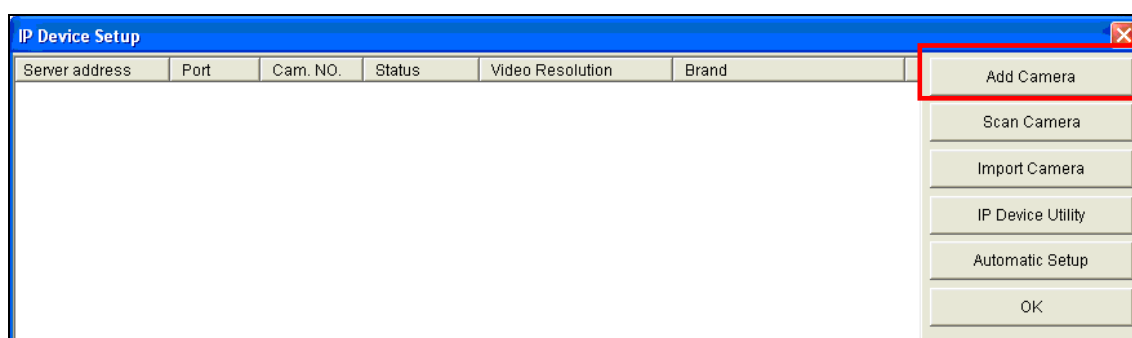 IP Device Setup
Server address Port Cam. NO. Status Video Resolution Brand
Add Camera
Scan Camera
Import Camera
IP Device Utility
Automatic Setup
OK